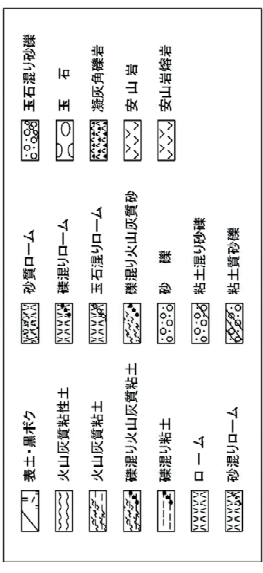 表土・黒ボク
火山灰質粘性土
火山灰質粘土
礫混り火山灰質粘土
礫混り粘土
ローム
砂混りローム
砂質ローム
礫混りローム
玉石混りローム
礫混り火山灰質砂
砂 礫
粘土混り砂礫
粘土質砂礫
玉石混り砂礫
玉 石
凝灰角礫岩
安山岩
安山岩熔岩